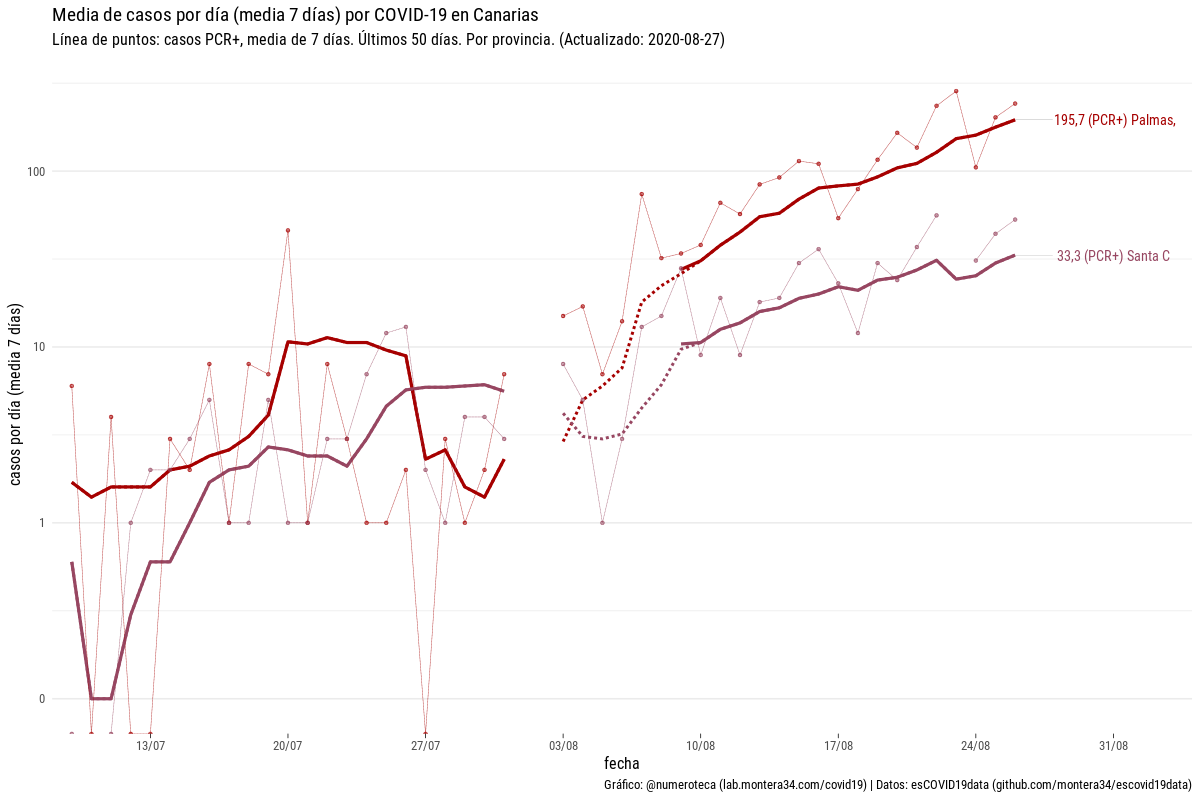 Media de casos por día (media 7 días) por COVID-19 en Canarias
Línea de puntos: casos PCR+, media de 7 días. Últimos 50 días. Por provincia. (Actualizado: 2020-08-27)
195,7 (PCR+) Palmas,
100
33,3 (PCR+) Santa C
casos por día (media 7 días)
10
1
0
13/07 20/07 27/07 03/08 10/08 17/08 24/08 31/08
fecha
Gráfico: @numeroteca (lab.montera34.com/covid19) | Datos: esCOVID19data (github.com/montera34/escovid19data)